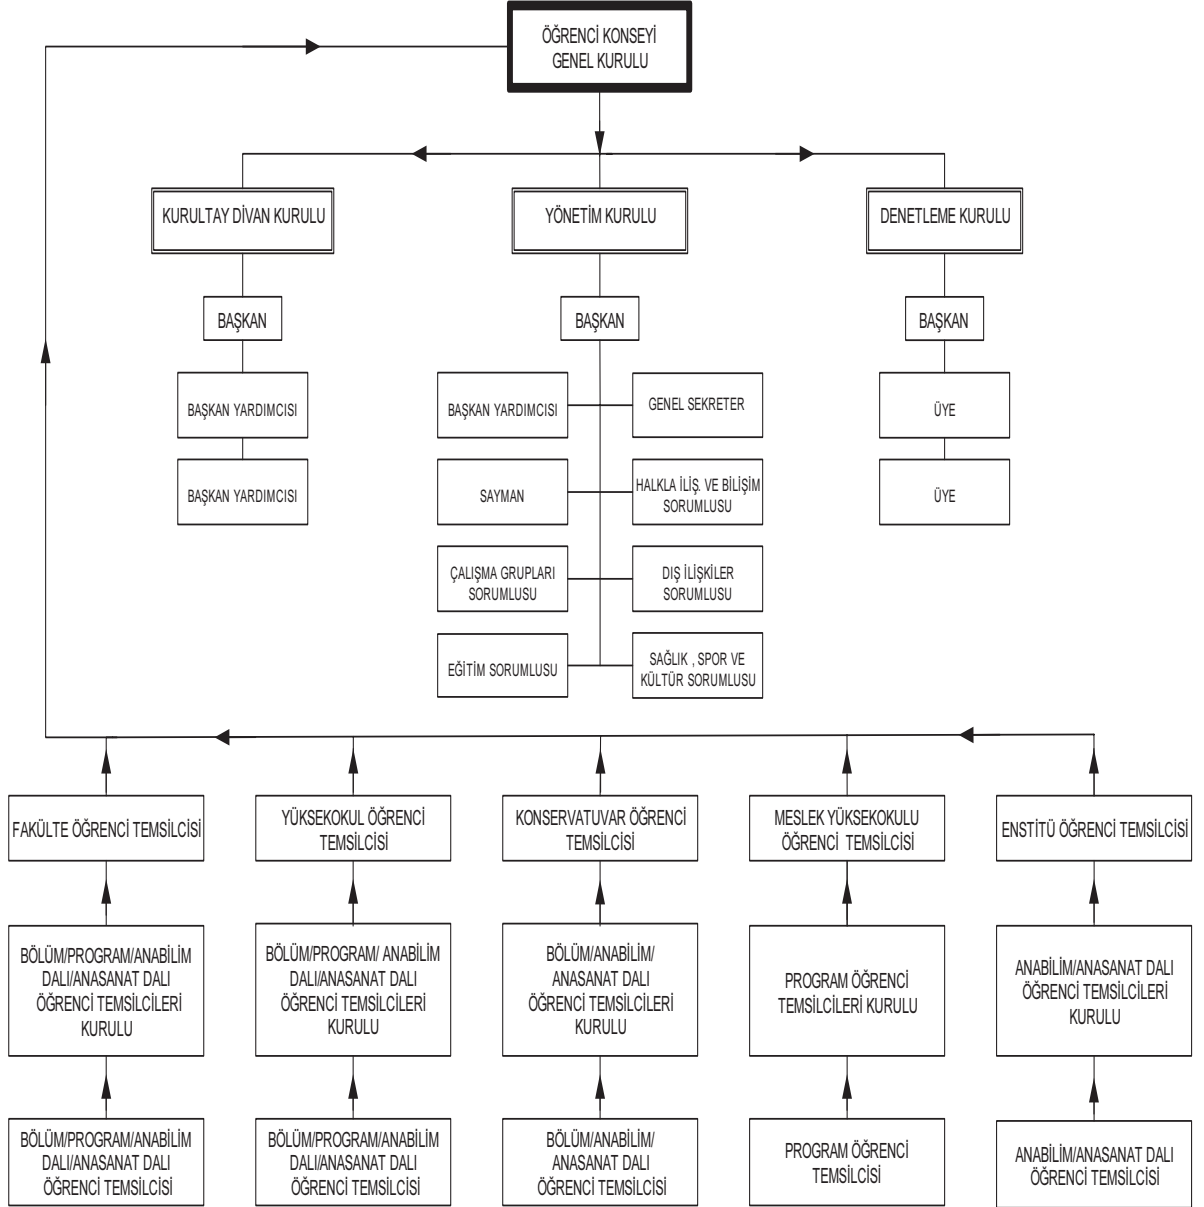 ÖĞRENCİ KONSEYİ
GENEL KURULU
KURULTAY DİVAN KURULU
YÖNETİM KURULU
DENETLEME KURULU
BAŞKAN
BAŞKAN
BAŞKAN
BAŞKAN YARDIMCISI
BAŞKAN YARDIMCISI
GENEL SEKRETER
ÜYE
BAŞKAN YARDIMCISI
SAYMAN
HALKLA İLİŞ. VE BİLİŞİM
SORUMLUSU
ÜYE
ÇALIŞMA GRUPLARI
SORUMLUSU
DIŞ İLİŞKİLER
SORUMLUSU
EĞİTİM SORUMLUSU
SAĞLIK , SPOR VE
KÜLTÜR SORUMLUSU
FAKÜLTE ÖĞRENCİ TEMSİLCİSİ
YÜKSEKOKUL ÖĞRENCİ
TEMSİLCİSİ
KONSERVATUVAR ÖĞRENCİ
TEMSİLCİSİ
MESLEK YÜKSEKOKULU
ÖĞRENCİ TEMSİLCİSİ
ENSTİTÜ ÖĞRENCİ TEMSİLCİSİ
BÖLÜM/PROGRAM/ANABİLİM
DALI/ANASANAT DALI
ÖĞRENCİ TEMSİLCİLERİ
KURULU
BÖLÜM/PROGRAM/ ANABİLİM
DALI/ANASANAT DALI
ÖĞRENCİ TEMSİLCİLERİ
KURULU
BÖLÜM/ANABİLİM/
ANASANAT DALI
ÖĞRENCİ TEMSİLCİLERİ
KURULU
PROGRAM ÖĞRENCİ
TEMSİLCİLERİ KURULU
ANABİLİM/ANASANAT DALI
ÖĞRENCİ TEMSİLCİLERİ
KURULU
BÖLÜM/PROGRAM/ANABİLİM
DALI/ANASANAT DALI
ÖĞRENCİ TEMSİLCİSİ
BÖLÜM/PROGRAM/ANABİLİM
DALI/ANASANAT DALI
ÖĞRENCİ TEMSİLCİSİ
BÖLÜM/ANABİLİM/
ANASANAT DALI
ÖĞRENCİ TEMSİLCİSİ
PROGRAM ÖĞRENCİ
TEMSİLCİSİ
ANABİLİM/ANASANAT DALI
ÖĞRENCİ TEMSİLCİSİ